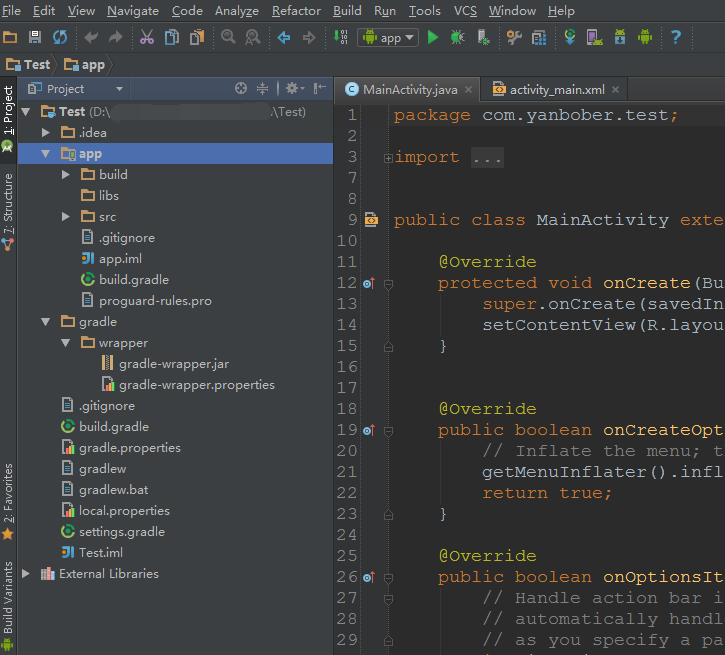 File Edit View Navigate Code Analyze Refactor Build Run Tools VCS Window Help
app
Test app
Project
MainActivity.java activity_main.xml
1: Project
7: Structure
2: Favorites
Build Variants
Test (D:\ \Test)
.idea
app
build
libs
src
.gitignore
app.iml
build.gradle
proguard-rules.pro
gradle
wrapper
gradle-wrapper.jar
gradle-wrapper.properties
.gitignore
build.gradle
gradle.properties
gradlew
gradlew.bat
local.properties
settings.gradle
Test.iml
External Libraries
1 package com.yanbober.test;
2
3 import ...
7
8
9 public class MainActivity exte
10
11 @Override
12 protected void onCreate(Bu
13 super.onCreate(savedIn
14 setContentView(R.layou
15 }
16
17
18 @Override
19 public boolean onCreateOpt
20 // Inflate the menu; t
21 getMenuInflater().infl
22 return true;
23 }
24
25 @Override
26 public boolean onOptionsIt
27 // Handle action bar i
28 // automatically handl
29 // as you specify a pa